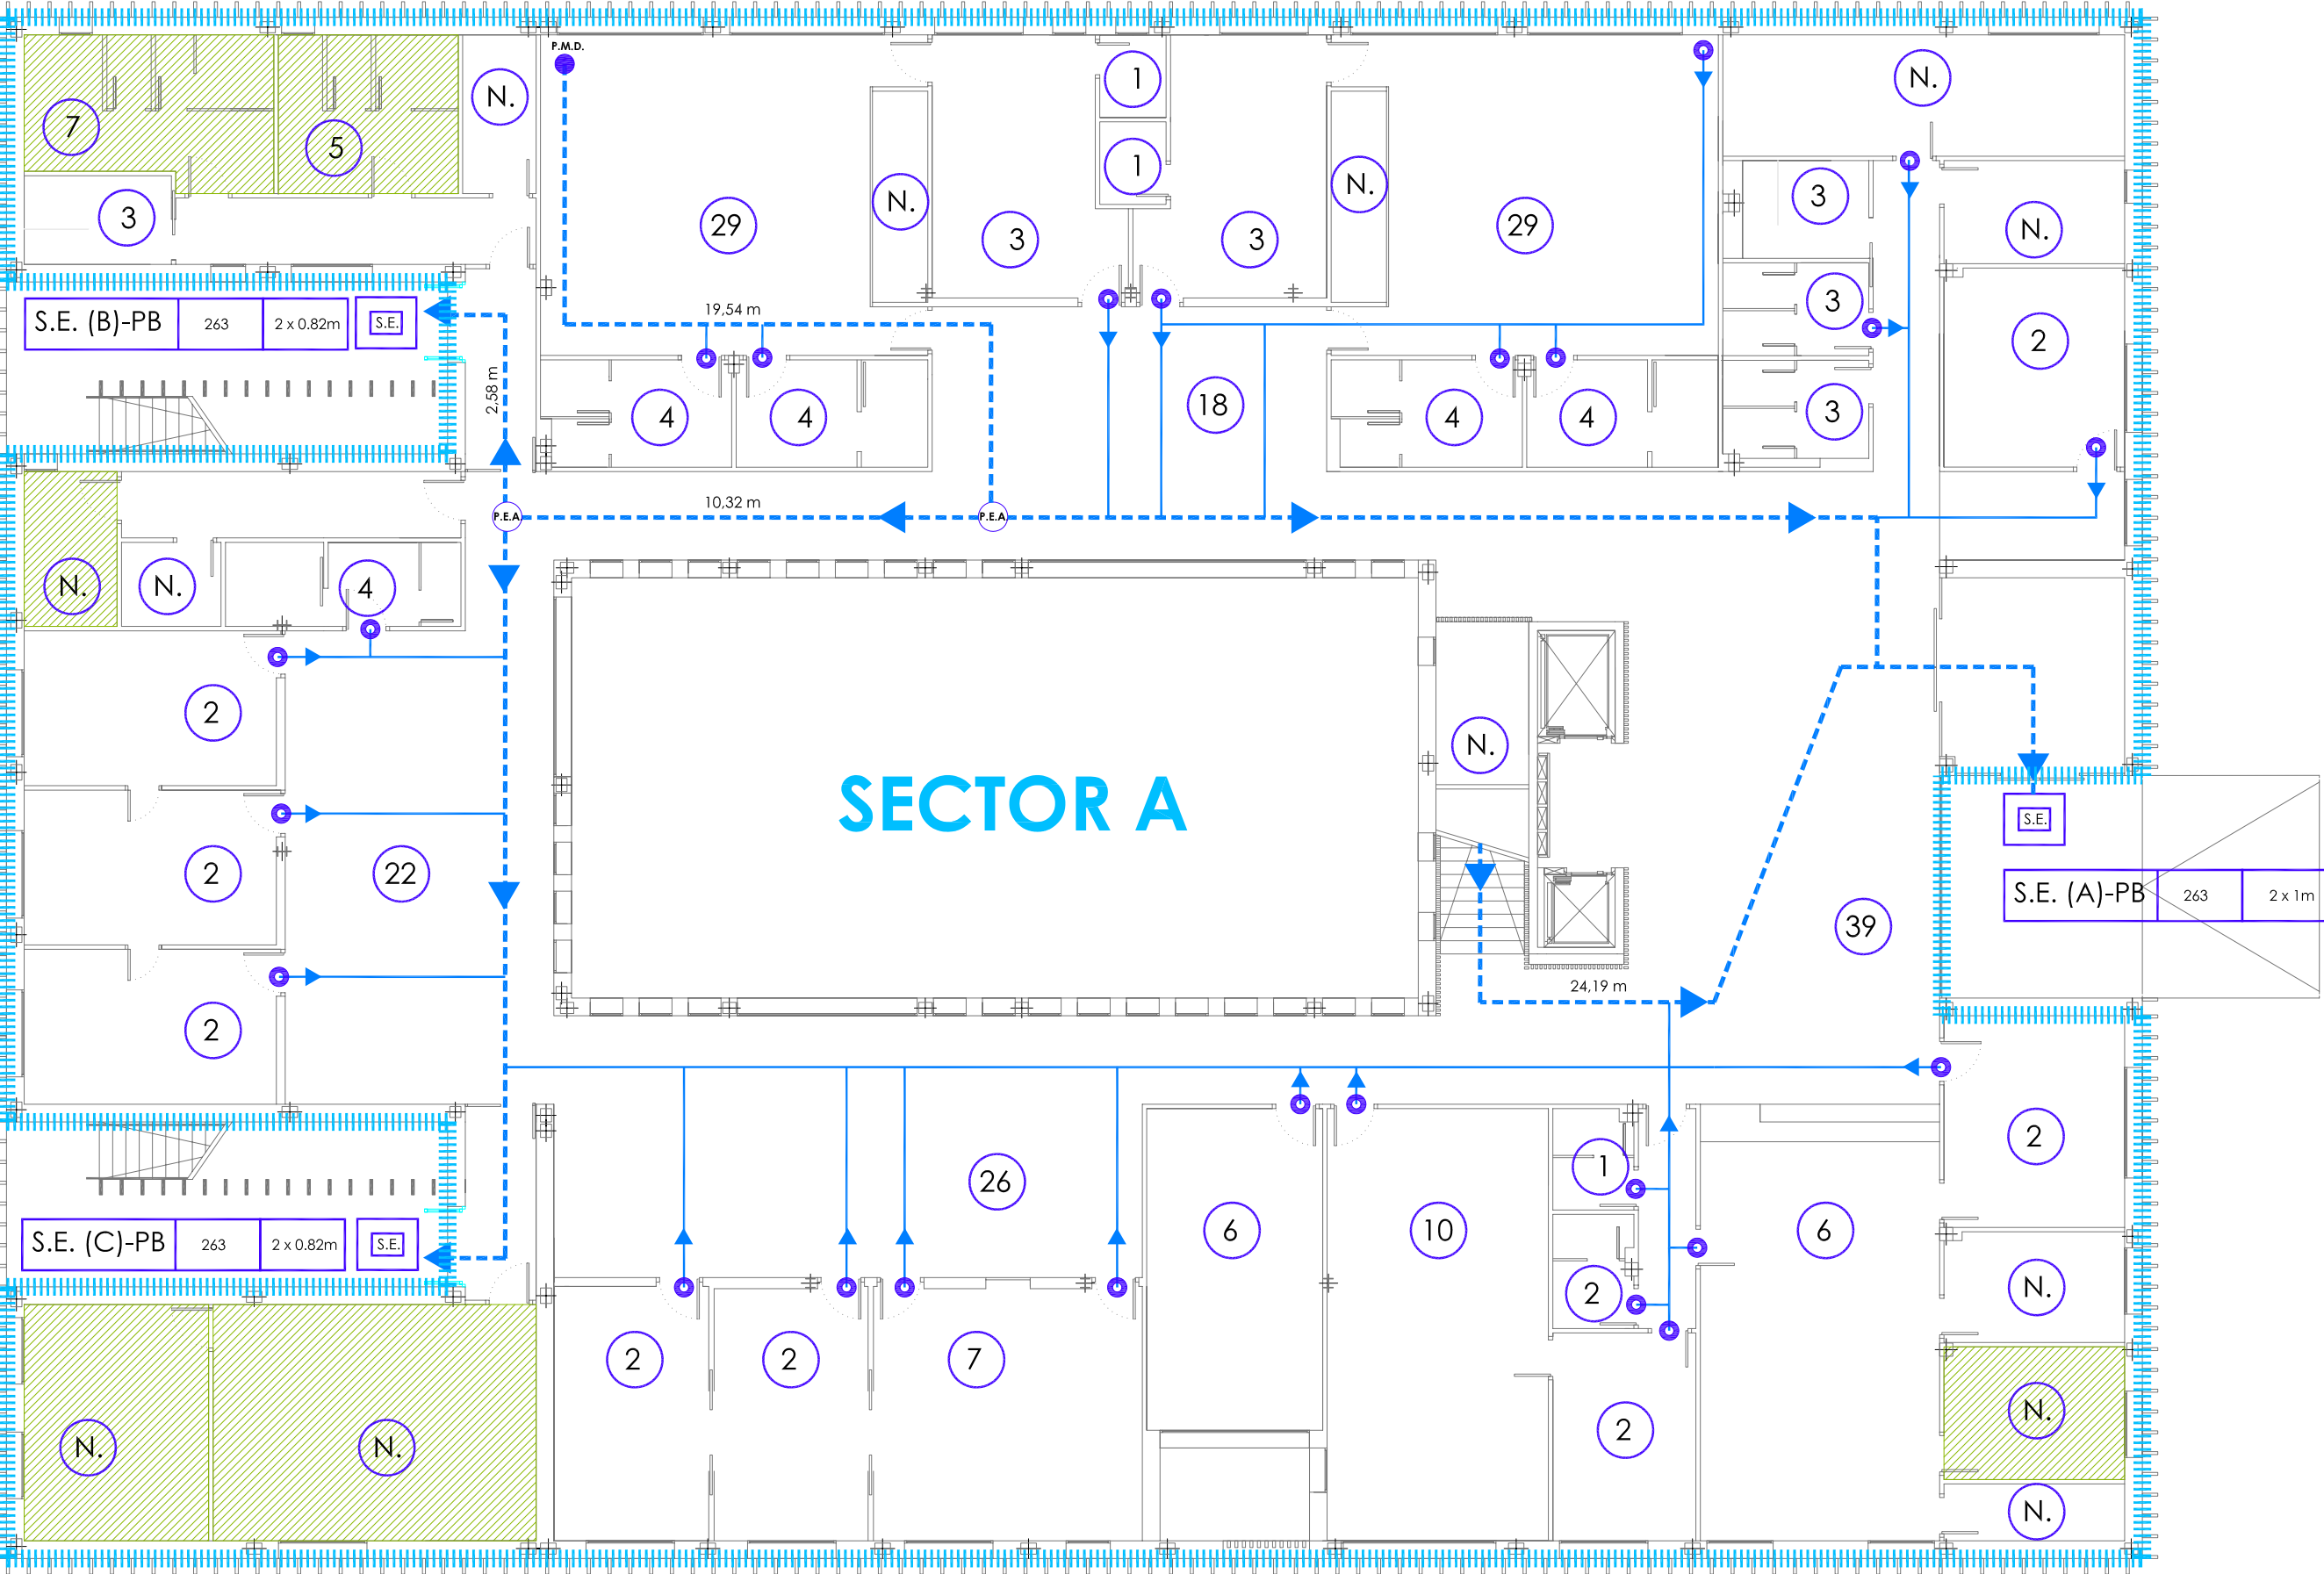 P.M.D.
N.
1
N.
7
5
1
N.
3
N.
3
29
3
3
29
N.
19,54 m
3
S.E. (B)-PB 263 2 x 0.82m S.E.
2
2,58 m
18
4
4
4
4
3
10,32 m
P.E.A.
P.E.A.
N.
N.
4
2
N.
SECTOR A
S.E.
2
22
S.E. (A)-PB 263 2 x 1m
39
24,19 m
2
2
1
26
6
10
6
S.E. (C)-PB 263 2 x 0.82m S.E.
2
N.
2
2
7
N.
2
N.
N.
N.